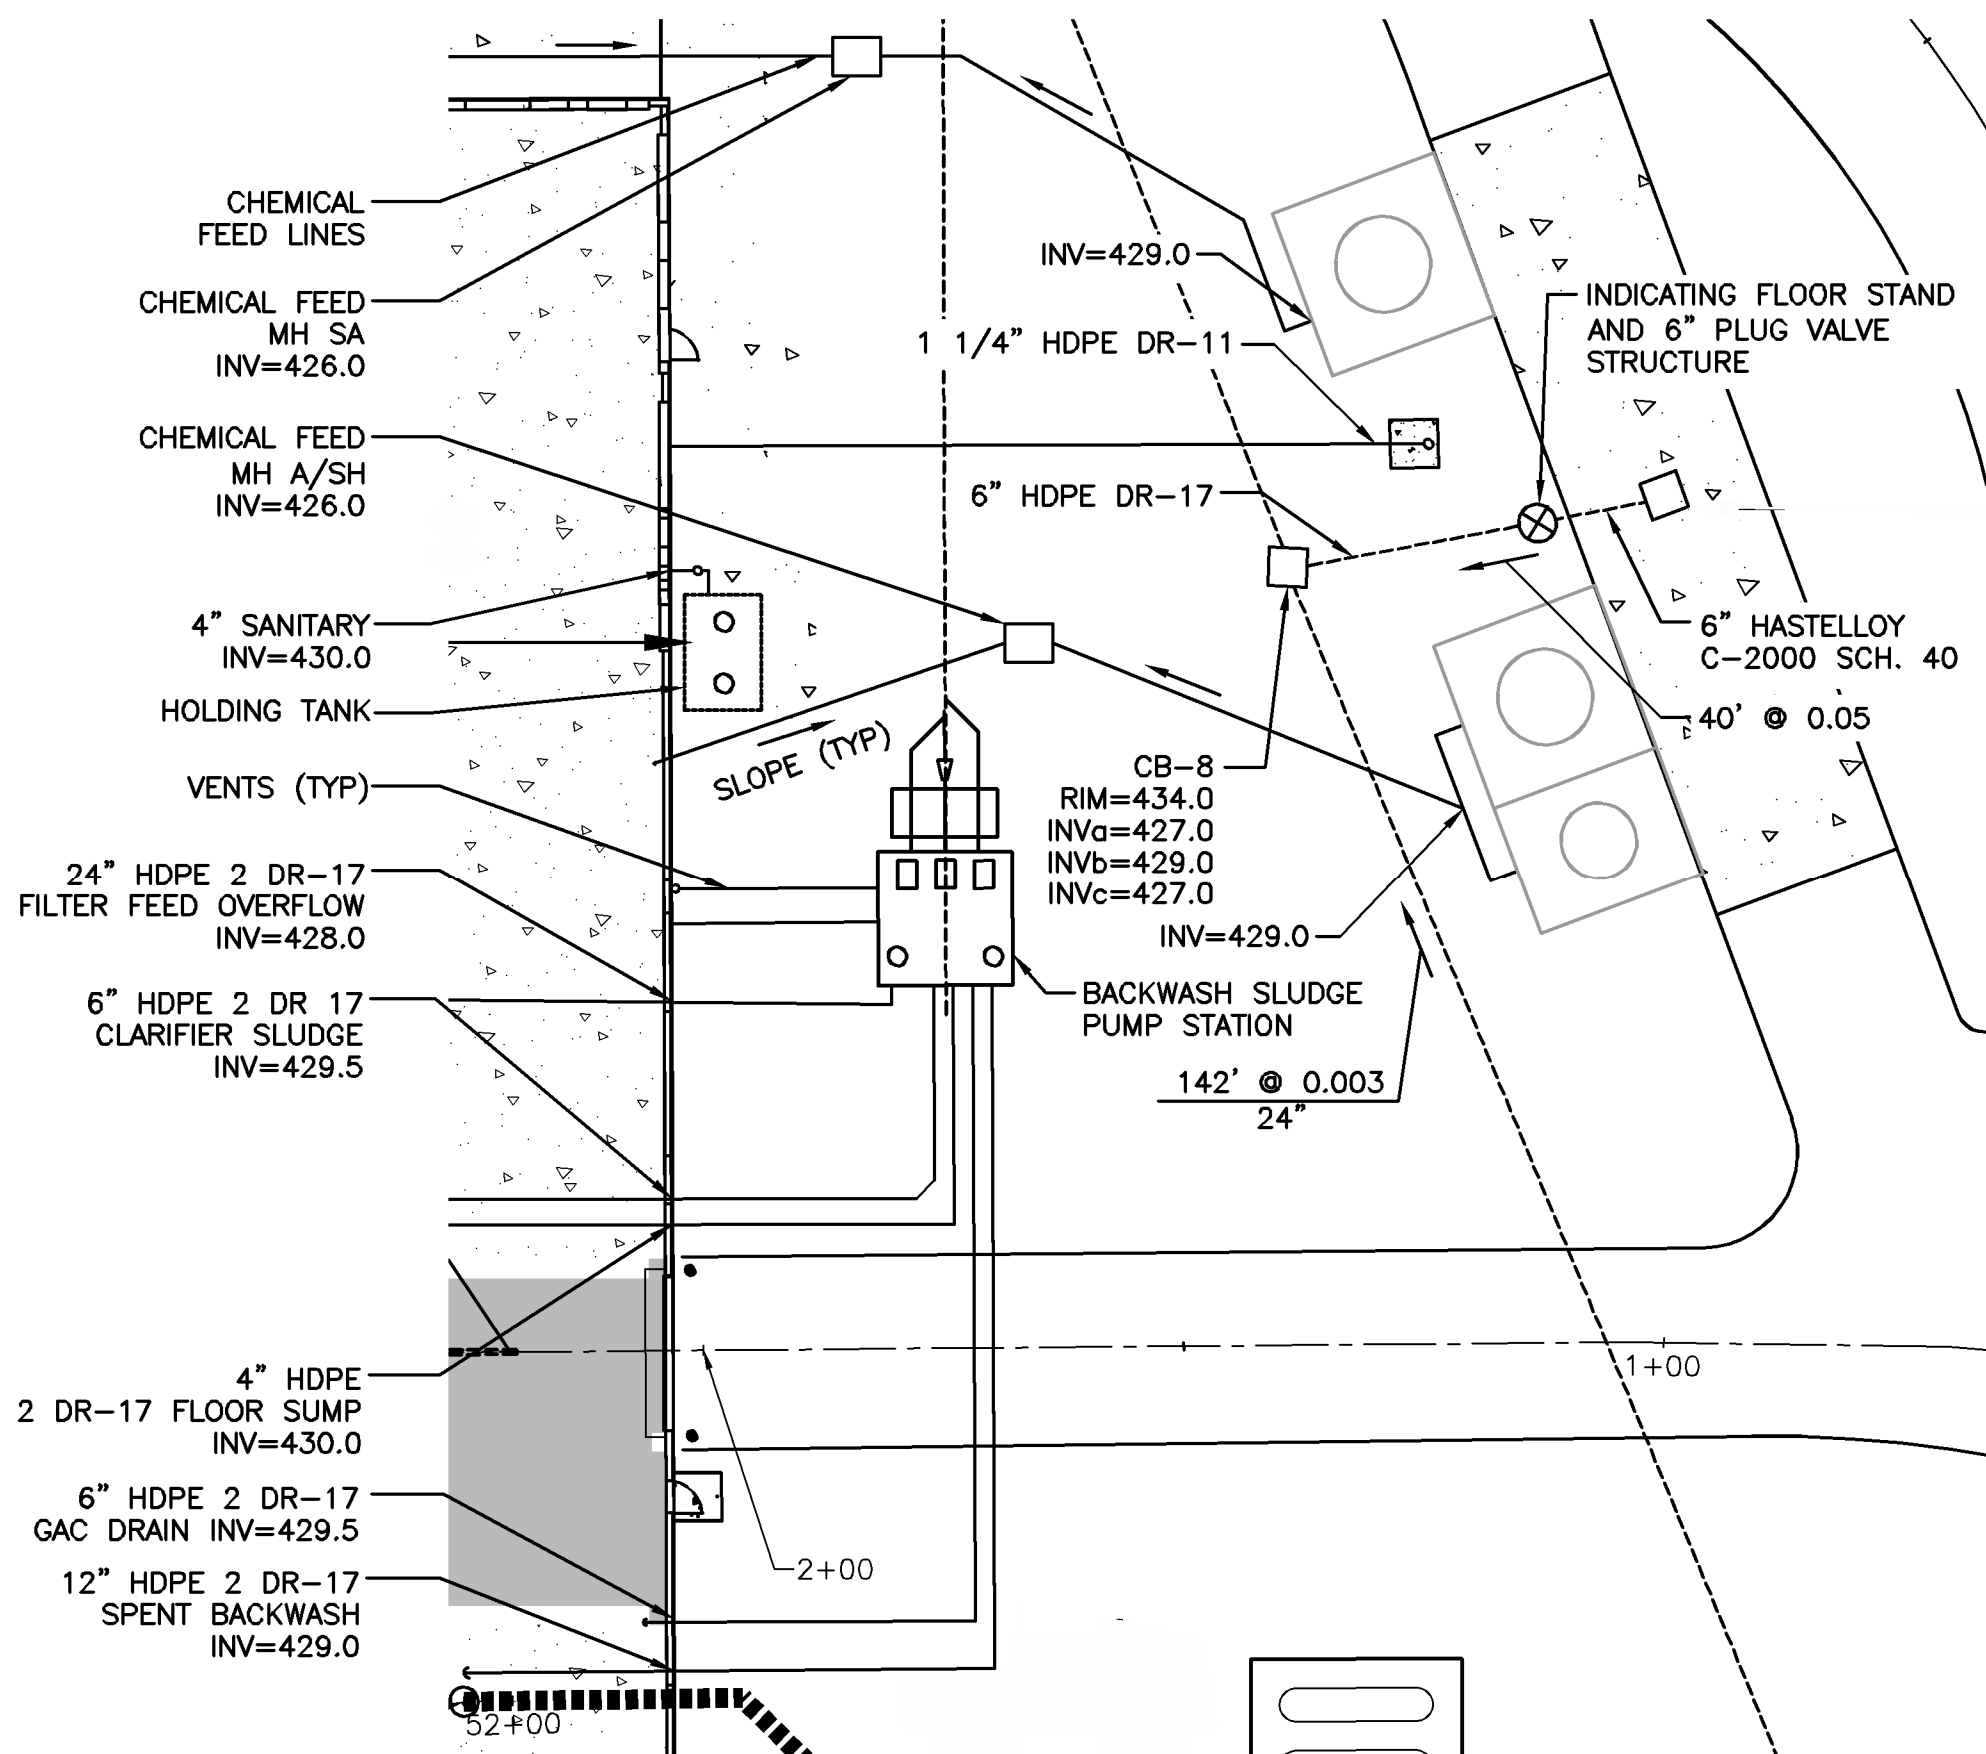 CHEMICAL
FEED LINES
CHEMICAL FEED
MH SA
INV=426.0
CHEMICAL FEED
MH A/SH
INV=426.0
4" SANITARY
INV=430.0
HOLDING TANK
VENTS (TYP)
24" HDPE 2 DR-17
FILTER FEED OVERFLOW
INV=428.0
6" HDPE 2 DR 17
CLARIFIER SLUDGE
INV=429.5
4" HDPE
2 DR-17 FLOOR SUMP
INV=430.0
6" HDPE 2 DR-17
GAC DRAIN INV=429.5
12" HDPE 2 DR-17
SPENT BACKWASH
INV=429.0
52+00
SLOPE (TYP)
INV=429.0
1 1/4" HDPE DR-11
6" HDPE DR-17
INDICATING FLOOR STAND
AND 6" PLUG VALVE
STRUCTURE
6" HASTELLOY
C-2000 SCH. 40
40' @ 0.05
CB-8
RIM=434.0
INVa=427.0
INVb=429.0
INVc=427.0
INV=429.0
BACKWASH SLUDGE
PUMP STATION
142' @ 0.003
24"
1+00
2+00